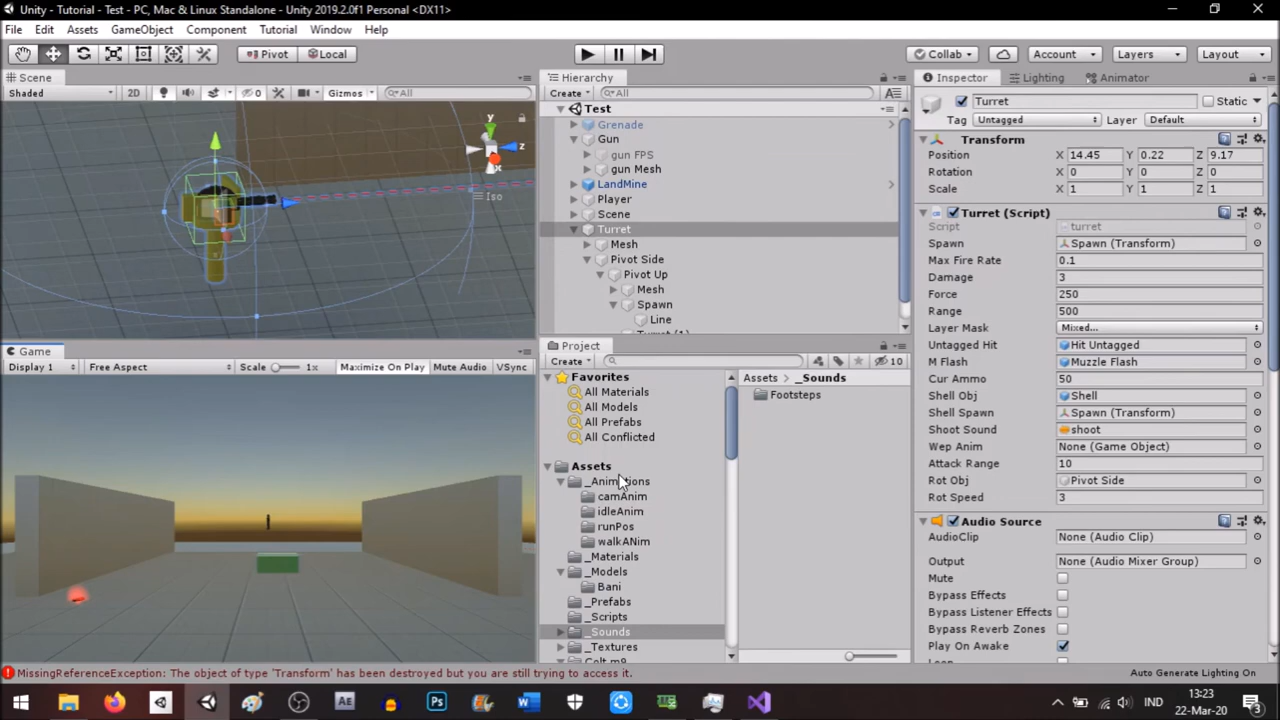 Unity - Tutorial - Test - PC, Mac & Linux Standalone - Unity 2019.2.0f1 Personal <DX11>
File Edit Assets GameObject Component Tutorial Window Help
Pivot Local Collab Account Layers Layout
Scene
Shaded 2D 0 Gizmos All
y
z
x
Iso
Game
Display 1 Free Aspect Scale 1x Maximize On Play Mute Audio VSync
Hierarchy
Create All
Test
Grenade
Gun
gun FPS
gun Mesh
LandMine
Player
Scene
Turret
Mesh
Pivot Side
Pivot Up
Mesh
Spawn
Line
Turret (1)
Project
Create 10
Favorites
All Materials
All Models
All Prefabs
All Conflicted
Assets
_Animations
camAnim
idleAnim
runPos
walkANim
_Materials
_Models
Bani
_Prefabs
_Scripts
_Sounds
_Textures
Colt m9
Assets _Sounds
Footsteps
Inspector Lighting Animator
Turret Static
Tag Untagged Layer Default
Transform
Position X 14.45 Y 0.22 Z 9.17
Rotation X 0 Y 0 Z 0
Scale X 1 Y 1 Z 1
Turret (Script)
Script turret
Spawn Spawn (Transform)
Max Fire Rate 0.1
Damage 3
Force 250
Range 500
Layer Mask Mixed...
Untagged Hit Hit Untagged
M Flash Muzzle Flash
Cur Ammo 50
Shell Obj Shell
Shell Spawn Spawn (Transform)
Shoot Sound shoot
Wep Anim None (Game Object)
Attack Range 10
Rot Obj Pivot Side
Rot Speed 3
Audio Source
AudioClip None (Audio Clip)
Output None (Audio Mixer Group)
Mute
Bypass Effects
Bypass Listener Effects
Bypass Reverb Zones
Play On Awake
Loop
MissingReferenceException: The object of type 'Transform' has been destroyed but you are still trying to access it.
Auto Generate Lighting On
Ae Ps W IND 13:23
22-Mar-20 3